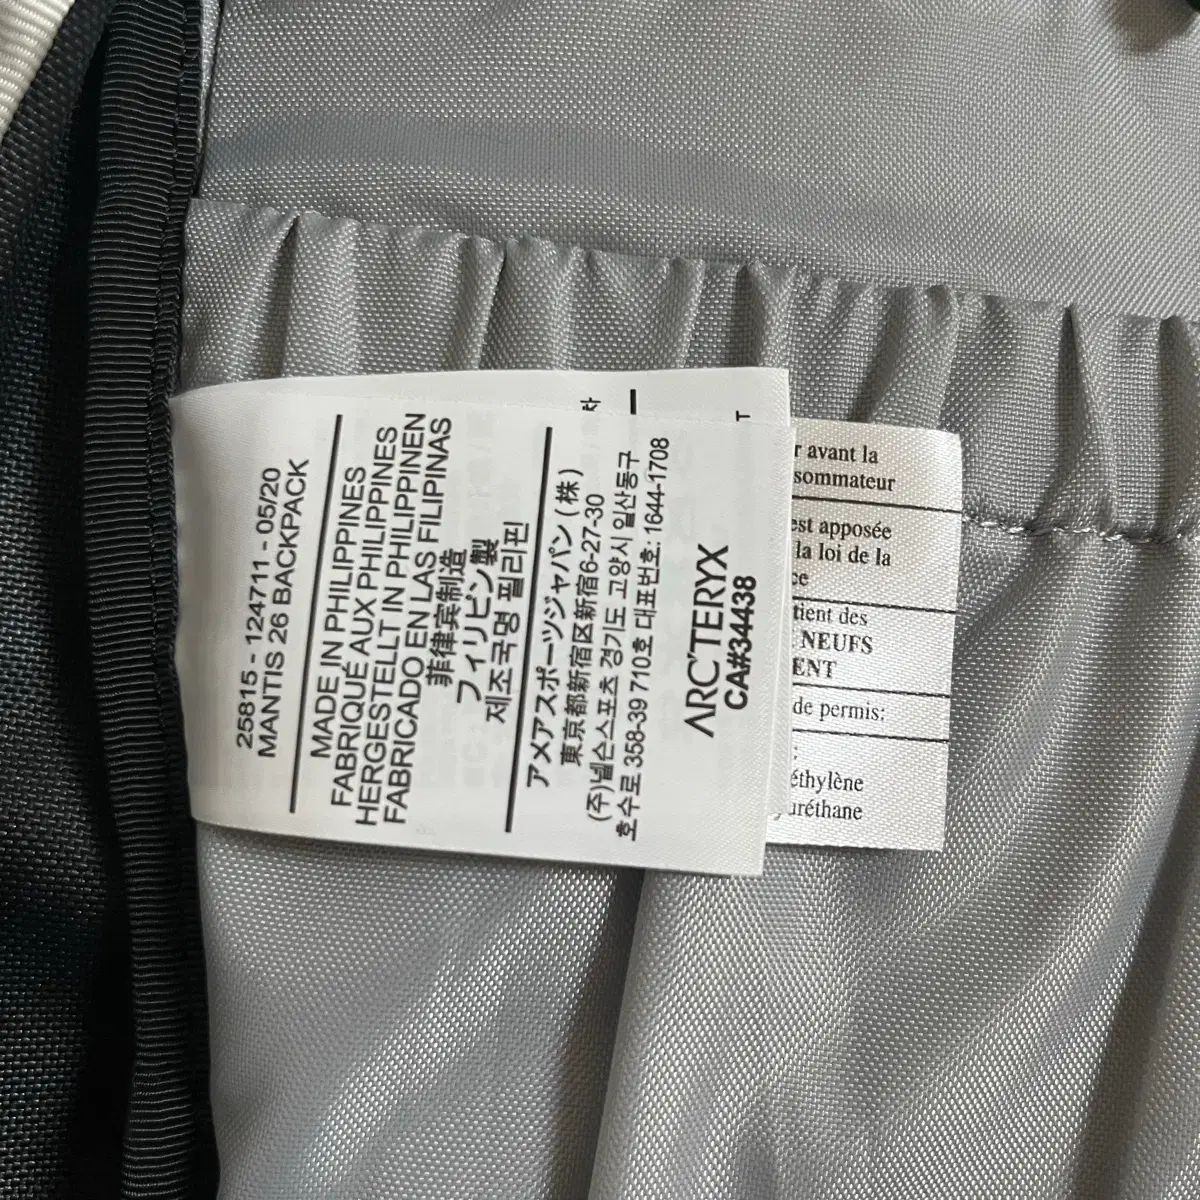 25815 - 124711 - 05/20
MANTIS 26 BACKPACK
MADE IN PHILIPPINES
FABRIQUÉ AUX PHILIPPINES
HERGESTELLT IN PHILIPPINEN
FABRICADO EN LAS FILIPINAS
菲律宾制造
フィリピン製
제조국명 필리핀
アメアスポーツジャパン(株)
東京都新宿区新宿6-27-30
(주)넬슨스포츠 경기도 고양시 일산동구
호수로 358-39 710호 대표번호: 1644-1708
ARC'TERYX
CA#34438
차
T
r avant la
sommateur
est apposée
la loi de la
ce
tient des
NEUFS
ENT
de permis:
:
éthylène
yuréthane